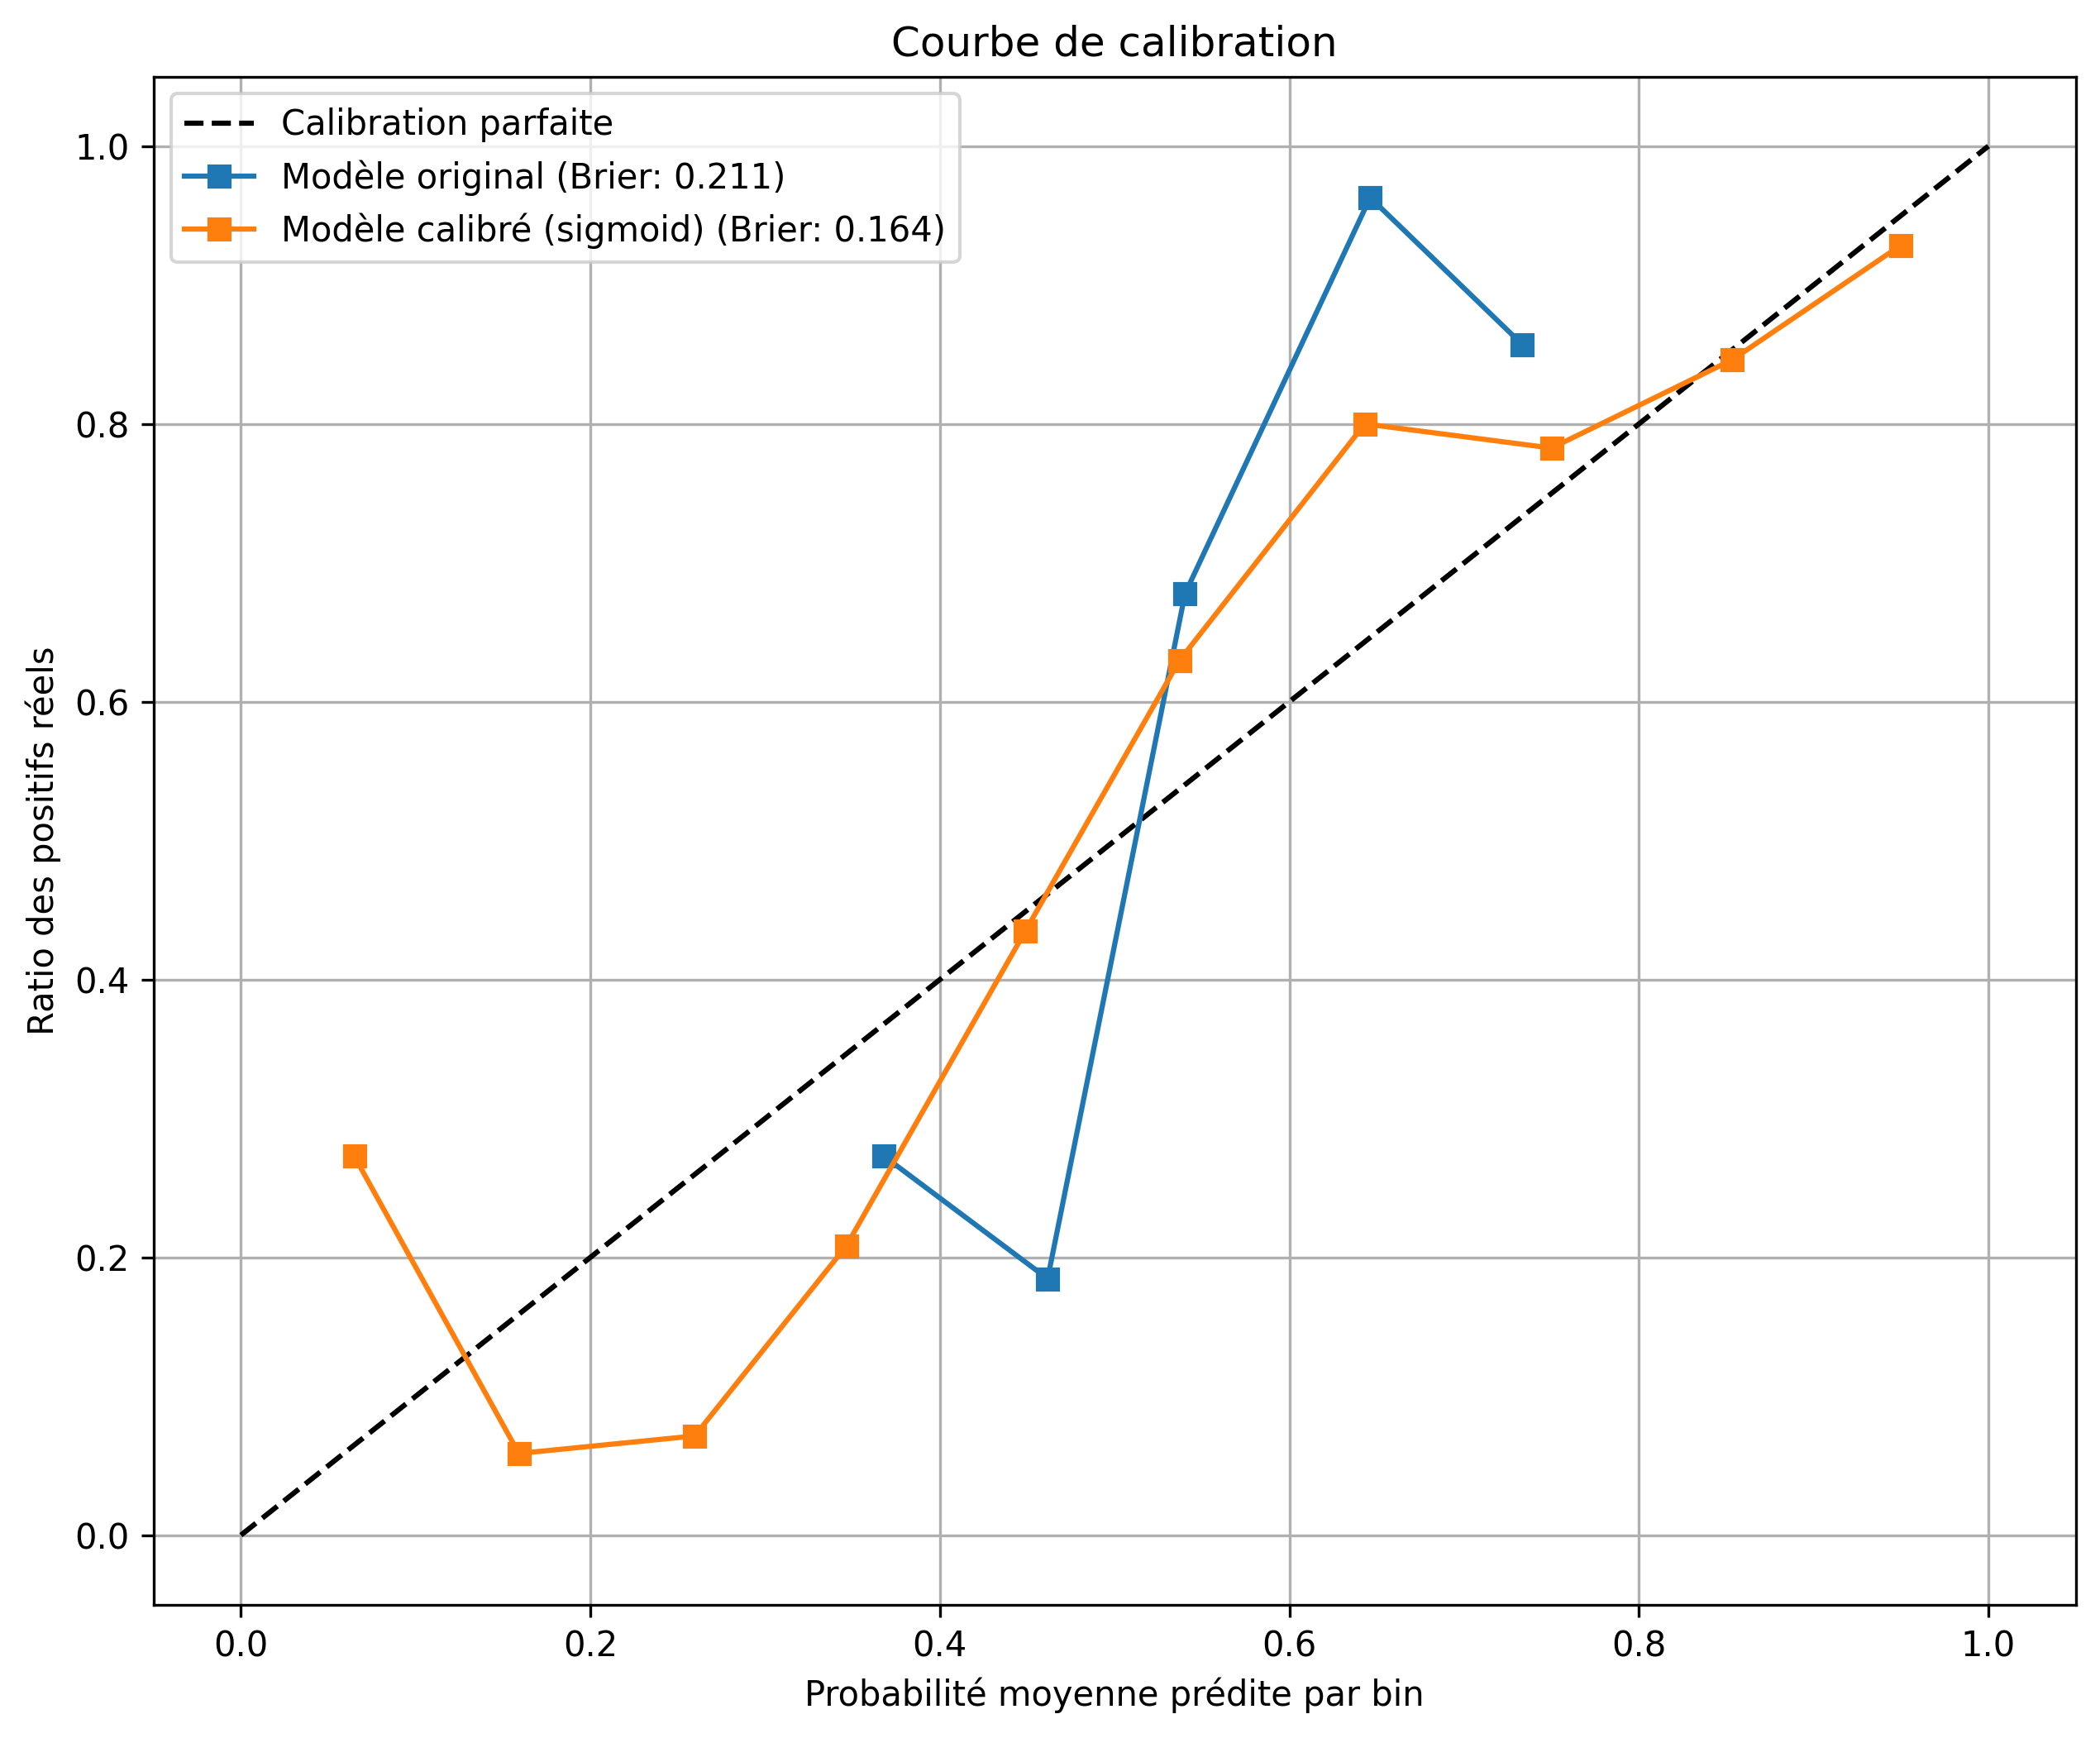 Courbe de calibration
Calibration parfaite
Modèle original (Brier: 0.211)
Modèle calibré (sigmoid) (Brier: 0.164)
Ratio des positifs réels
1.0
0.8
0.6
0.4
0.2
0.0
0.0 0.2 0.4 0.6 0.8 1.0
Probabilité moyenne prédite par bin